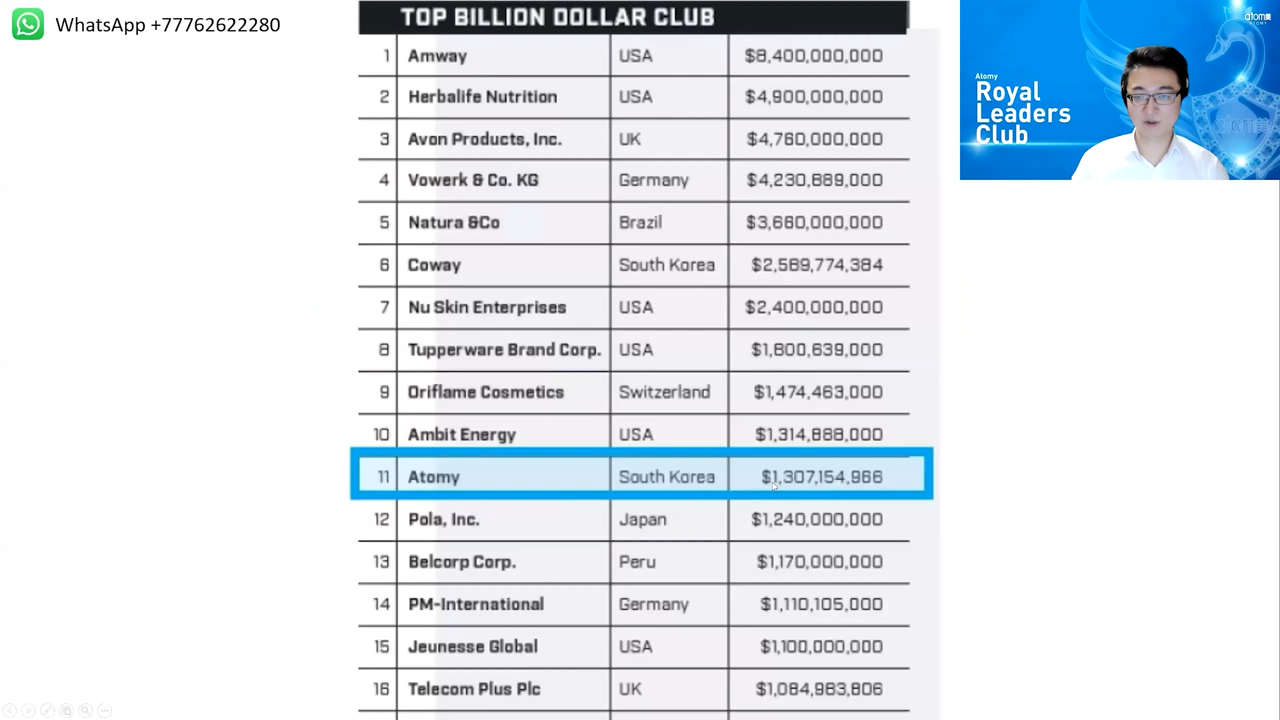 WhatsApp +77762622280
TOP BILLION DOLLAR CLUB
1 Amway USA $8,400,000,000
2 Herbalife Nutrition USA $4,900,000,000
3 Avon Products, Inc. UK $4,760,000,000
4 Vowerk & Co. KG Germany $4,230,889,000
5 Natura &Co Brazil $3,660,000,000
6 Coway South Korea $2,589,774,384
7 Nu Skin Enterprises USA $2,400,000,000
8 Tupperware Brand Corp. USA $1,800,639,000
9 Oriflame Cosmetics Switzerland $1,474,463,000
10 Ambit Energy USA $1,314,888,000
11 Atomy South Korea $1,307,154,966
12 Pola, Inc. Japan $1,240,000,000
13 Belcorp Corp. Peru $1,170,000,000
14 PM-International Germany $1,110,105,000
15 Jeunesse Global USA $1,100,000,000
16 Telecom Plus Plc UK $1,084,983,806
Atomy
Royal
Leaders
Club
atom美
ATOMY